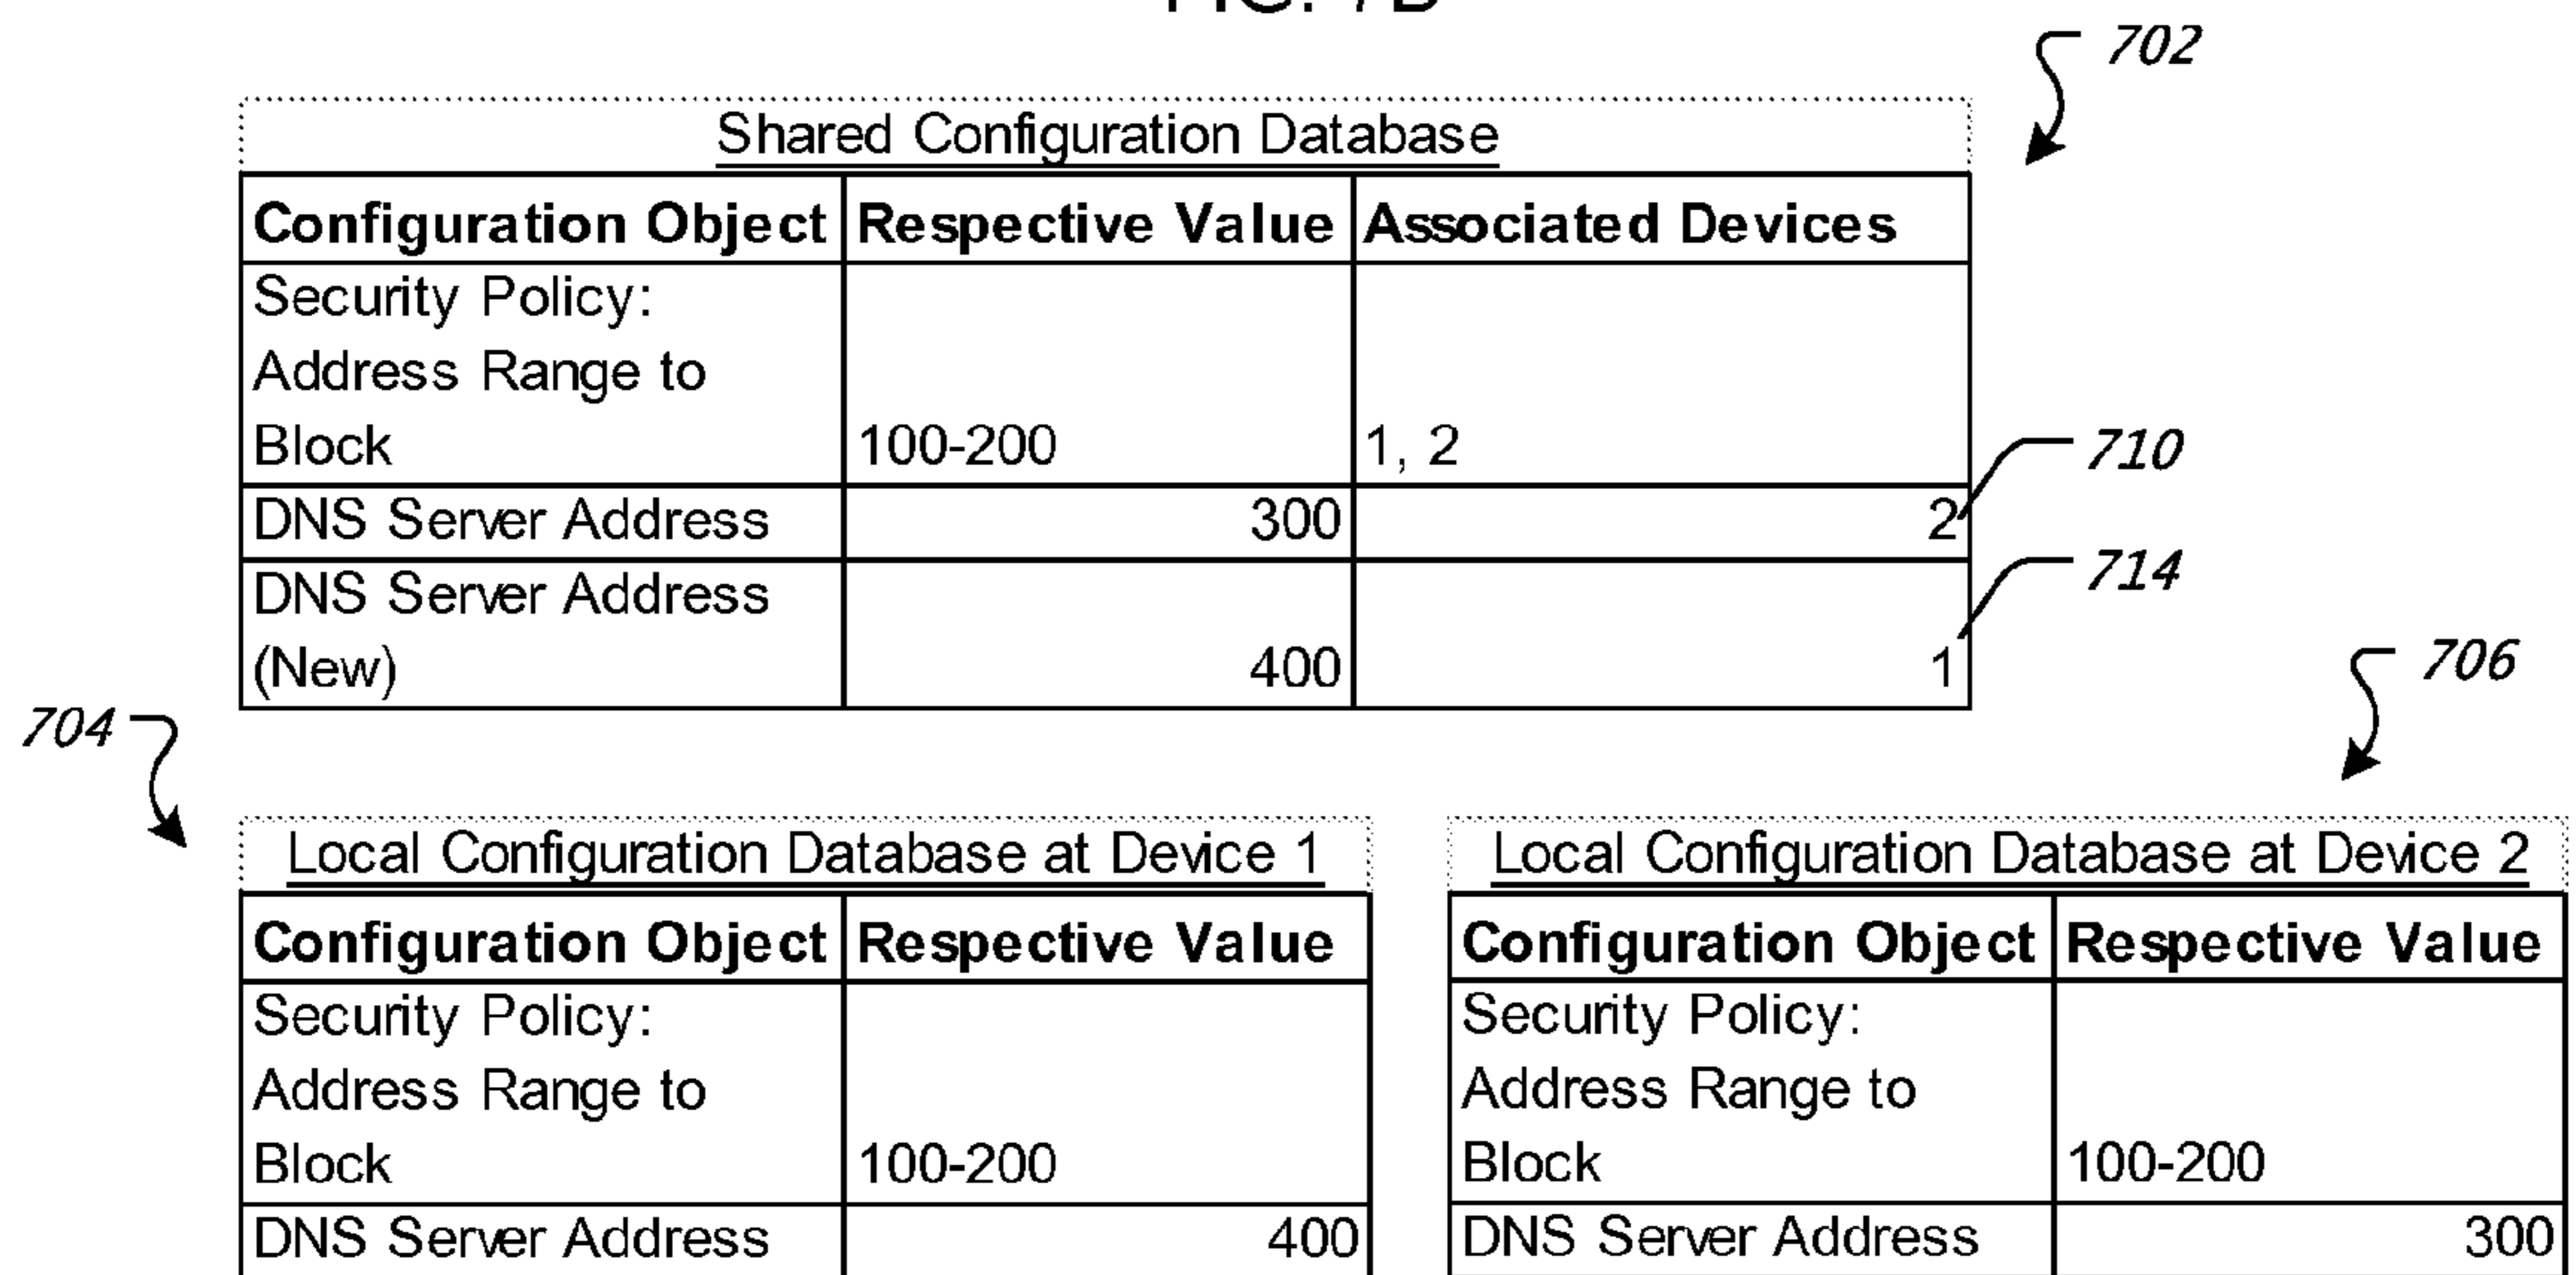 702
Shared Configuration Database
Configuration Object Respective Value Associated Devices
Security Policy:
Address Range to
Block 100-200 1, 2
710
DNS Server Address 300 2
714
DNS Server Address
(New) 400 1
706
704
Local Configuration Database at Device 1
Configuration Object Respective Value
Security Policy:
Address Range to
Block 100-200
DNS Server Address 400
Local Configuration Database at Device 2
Configuration Object Respective Value
Security Policy:
Address Range to
Block 100-200
DNS Server Address 300